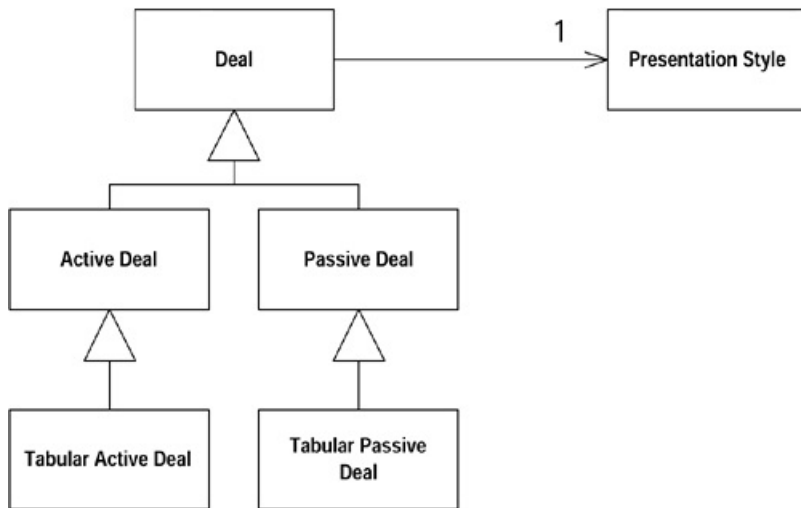 Deal
1
Presentation Style
Active Deal
Passive Deal
Tabular Active Deal
Tabular Passive
Deal